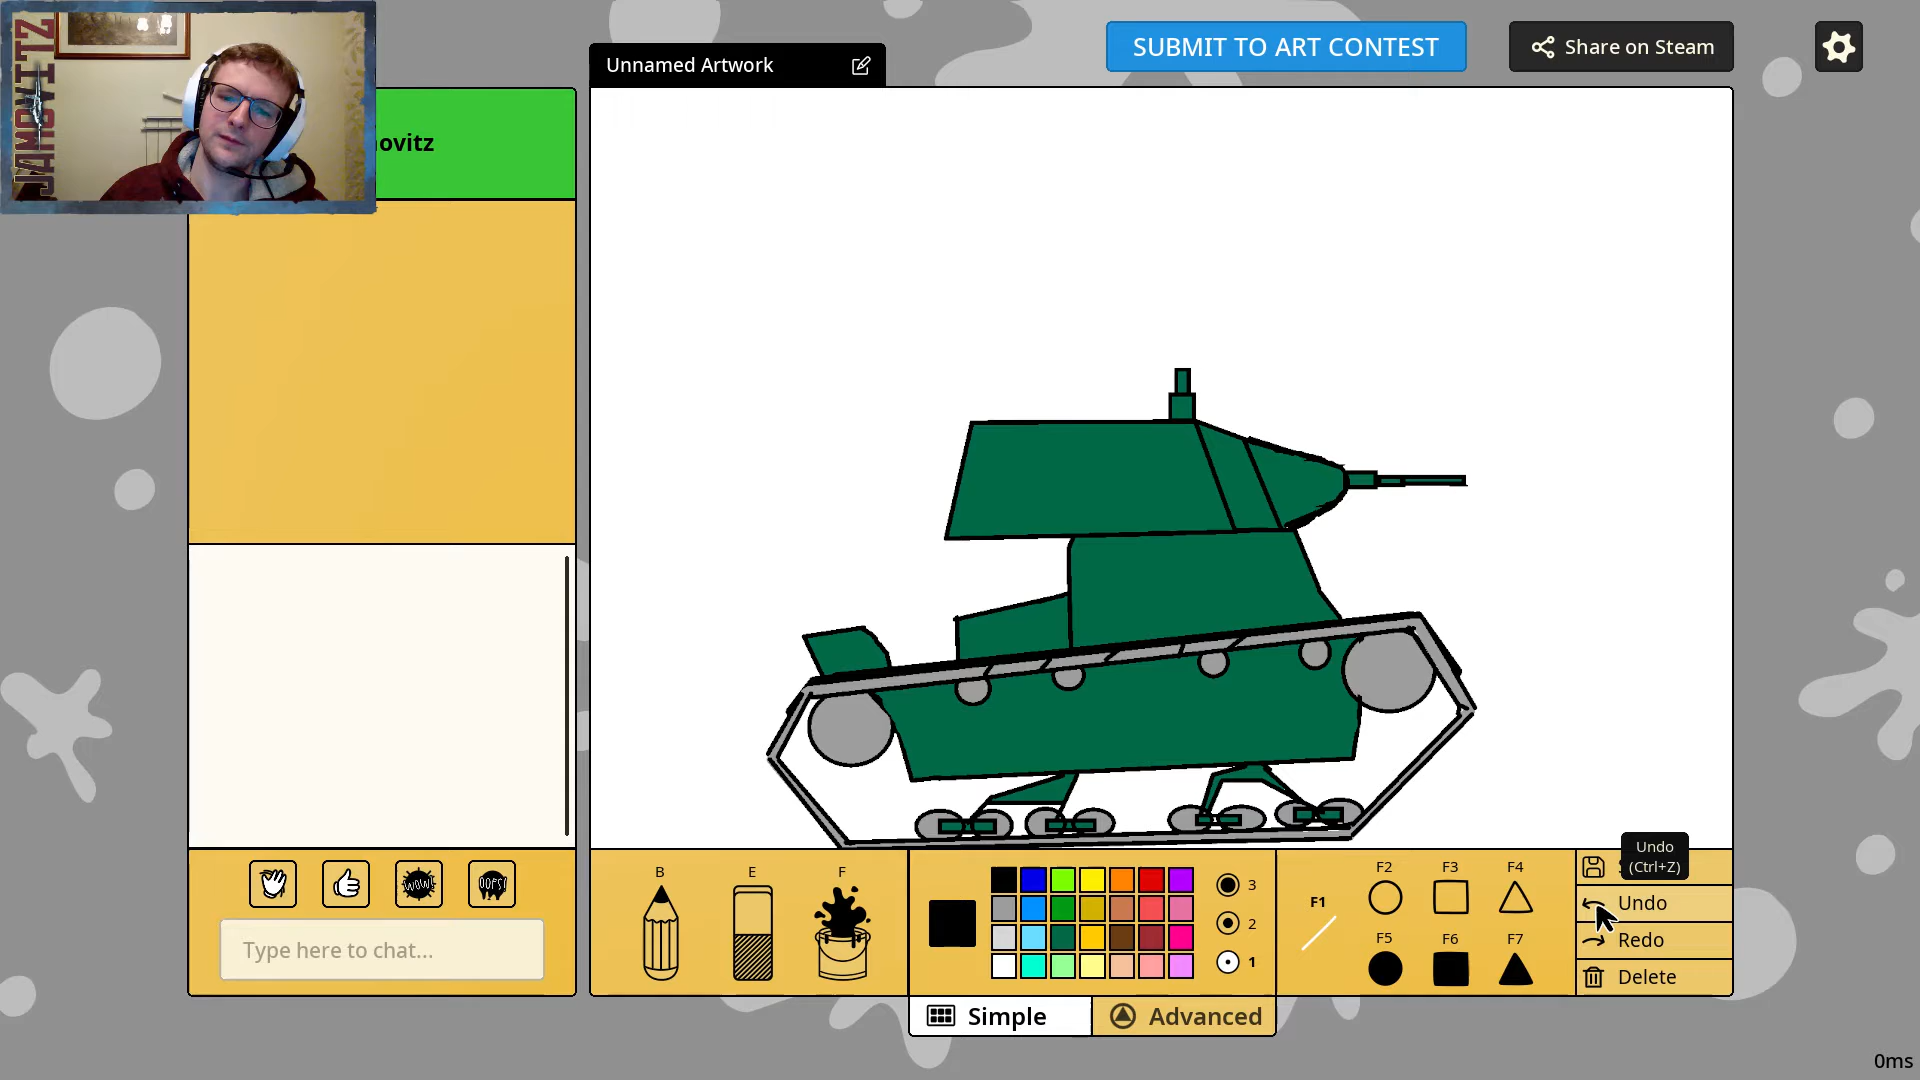 JAMOVITZ
Unnamed Artwork
SUBMIT TO ART CONTEST
Share on Steam
ovitz
B
E
F
3
2
1
F1
F2
F3
F4
F5
F6
F7
Undo
(Ctrl+Z)
Undo
Redo
Delete
WOW!
OOPS!
Type here to chat...
Simple
Advanced
0ms